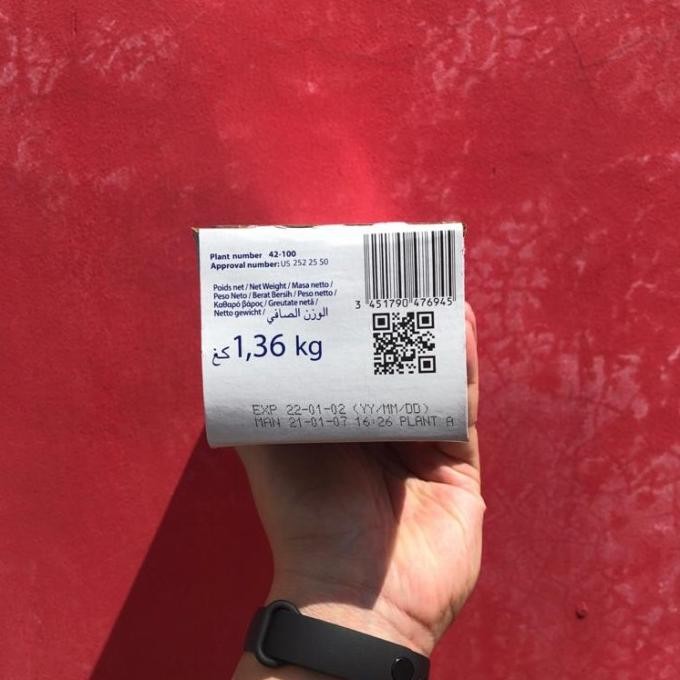 Plant number 42-100
Approval number: US 252 25 50
Poids net / Net Weight / Masa netto /
Peso Neto / Berat Bersih / Peso netto /
Καθαρό βάρος / Greutate netă /
Netto gewicht / الوزن الصافي
1,36 kg كغ
3 451790 476945
EXP 22-01-02 (YY/MM/DD)
MAN 21-01-07 16:26 PLANT A